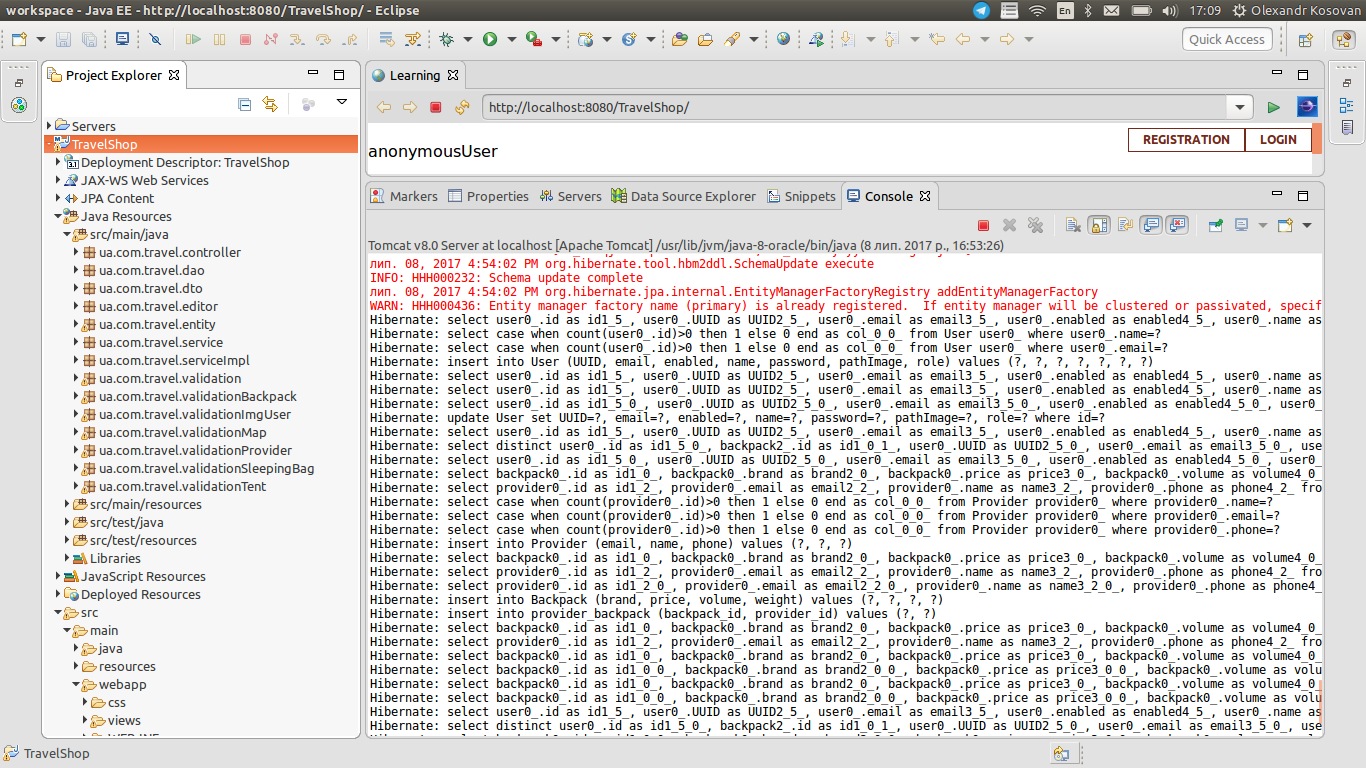 workspace - Java EE - http://localhost:8080/TravelShop/ - Eclipse
En
17:09
Olexandr Kosovan
Quick Access
Project Explorer
Servers
TravelShop
Deployment Descriptor: TravelShop
JAX-WS Web Services
JPA Content
Java Resources
src/main/java
ua.com.travel.controller
ua.com.travel.dao
ua.com.travel.dto
ua.com.travel.editor
ua.com.travel.entity
ua.com.travel.service
ua.com.travel.serviceImpl
ua.com.travel.validation
ua.com.travel.validationBackpack
ua.com.travel.validationImgUser
ua.com.travel.validationMap
ua.com.travel.validationProvider
ua.com.travel.validationSleepingBag
ua.com.travel.validationTent
src/main/resources
src/test/java
src/test/resources
Libraries
JavaScript Resources
Deployed Resources
src
main
java
resources
webapp
css
views
Learning
http://localhost:8080/TravelShop/
REGISTRATION
LOGIN
anonymousUser
Markers
Properties
Servers
Data Source Explorer
Snippets
Console
Tomcat v8.0 Server at localhost [Apache Tomcat] /usr/lib/jvm/java-8-oracle/bin/java (8 лип. 2017 р., 16:53:26)
лип. 08, 2017 4:54:02 PM org.hibernate.tool.hbm2ddl.SchemaUpdate execute
INFO: HHH000232: Schema update complete
лип. 08, 2017 4:54:02 PM org.hibernate.jpa.internal.EntityManagerFactoryRegistry addEntityManagerFactory
WARN: HHH000436: Entity manager factory name (primary) is already registered.  If entity manager will be clustered or passivated, specif
Hibernate: select user0_.id as id1_5_, user0_.UUID as UUID2_5_, user0_.email as email3_5_, user0_.enabled as enabled4_5_, user0_.name as
Hibernate: select case when count(user0_.id)>0 then 1 else 0 end as col_0_0_ from User user0_ where user0_.name=?
Hibernate: select case when count(user0_.id)>0 then 1 else 0 end as col_0_0_ from User user0_ where user0_.email=?
Hibernate: insert into User (UUID, email, enabled, name, password, pathImage, role) values (?, ?, ?, ?, ?, ?, ?)
Hibernate: select user0_.id as id1_5_, user0_.UUID as UUID2_5_, user0_.email as email3_5_, user0_.enabled as enabled4_5_, user0_.name as
Hibernate: select user0_.id as id1_5_, user0_.UUID as UUID2_5_, user0_.email as email3_5_, user0_.enabled as enabled4_5_, user0_.name as
Hibernate: select user0_.id as id1_5_0_, user0_.UUID as UUID2_5_0_, user0_.email as email3_5_0_, user0_.enabled as enabled4_5_0_, user0_
Hibernate: update User set UUID=?, email=?, enabled=?, name=?, password=?, pathImage=?, role=? where id=?
Hibernate: select user0_.id as id1_5_, user0_.UUID as UUID2_5_, user0_.email as email3_5_, user0_.enabled as enabled4_5_, user0_.name as
Hibernate: select distinct user0_.id as id1_5_0_, backpack2_.id as id1_0_1_, user0_.UUID as UUID2_5_0_, user0_.email as email3_5_0_, use
Hibernate: select user0_.id as id1_5_0_, user0_.UUID as UUID2_5_0_, user0_.email as email3_5_0_, user0_.enabled as enabled4_5_0_, user0_
Hibernate: select backpack0_.id as id1_0_, backpack0_.brand as brand2_0_, backpack0_.price as price3_0_, backpack0_.volume as volume4_0_
Hibernate: select provider0_.id as id1_2_, provider0_.email as email2_2_, provider0_.name as name3_2_, provider0_.phone as phone4_2_ fro
Hibernate: select case when count(provider0_.id)>0 then 1 else 0 end as col_0_0_ from Provider provider0_ where provider0_.name=?
Hibernate: select case when count(provider0_.id)>0 then 1 else 0 end as col_0_0_ from Provider provider0_ where provider0_.email=?
Hibernate: select case when count(provider0_.id)>0 then 1 else 0 end as col_0_0_ from Provider provider0_ where provider0_.phone=?
Hibernate: insert into Provider (email, name, phone) values (?, ?, ?)
Hibernate: select backpack0_.id as id1_0_, backpack0_.brand as brand2_0_, backpack0_.price as price3_0_, backpack0_.volume as volume4_0_
Hibernate: select provider0_.id as id1_2_, provider0_.email as email2_2_, provider0_.name as name3_2_, provider0_.phone as phone4_2_ fro
Hibernate: select provider0_.id as id1_2_0_, provider0_.email as email2_2_0_, provider0_.name as name3_2_0_, provider0_.phone as phone4_
Hibernate: insert into Backpack (brand, price, volume, weight) values (?, ?, ?, ?)
Hibernate: insert into provider_backpack (backpack_id, provider_id) values (?, ?)
Hibernate: select backpack0_.id as id1_0_, backpack0_.brand as brand2_0_, backpack0_.price as price3_0_, backpack0_.volume as volume4_0_
Hibernate: select provider0_.id as id1_2_, provider0_.email as email2_2_, provider0_.name as name3_2_, provider0_.phone as phone4_2_ fro
Hibernate: select backpack0_.id as id1_0_, backpack0_.brand as brand2_0_, backpack0_.price as price3_0_, backpack0_.volume as volume4_0_
Hibernate: select backpack0_.id as id1_0_0_, backpack0_.brand as brand2_0_0_, backpack0_.price as price3_0_0_, backpack0_.volume as volu
Hibernate: select backpack0_.id as id1_0_, backpack0_.brand as brand2_0_, backpack0_.price as price3_0_, backpack0_.volume as volume4_0_
Hibernate: select backpack0_.id as id1_0_0_, backpack0_.brand as brand2_0_0_, backpack0_.price as price3_0_0_, backpack0_.volume as volu
Hibernate: select user0_.id as id1_5_, user0_.UUID as UUID2_5_, user0_.email as email3_5_, user0_.enabled as enabled4_5_, user0_.name as
Hibernate: select distinct user0_.id as id1_5_0_, backpack2_.id as id1_0_1_, user0_.UUID as UUID2_5_0_, user0_.email as email3_5_0_, use
TravelShop